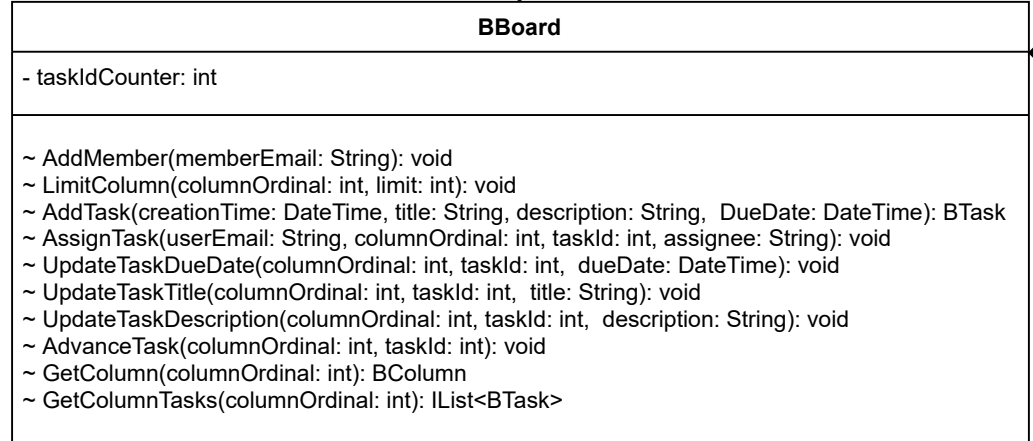 BBoard
- taskIdCounter: int
~ AddMember(memberEmail: String): void
~ LimitColumn(columnOrdinal: int, limit: int): void
~ AddTask(creationTime: DateTime, title: String, description: String,  DueDate: DateTime): BTask
~ AssignTask(userEmail: String, columnOrdinal: int, taskId: int, assignee: String): void
~ UpdateTaskDueDate(columnOrdinal: int, taskId: int,  dueDate: DateTime): void
~ UpdateTaskTitle(columnOrdinal: int, taskId: int,  title: String): void
~ UpdateTaskDescription(columnOrdinal: int, taskId: int,  description: String): void
~ AdvanceTask(columnOrdinal: int, taskId: int): void
~ GetColumn(columnOrdinal: int): BColumn
~ GetColumnTasks(columnOrdinal: int): IList<BTask>